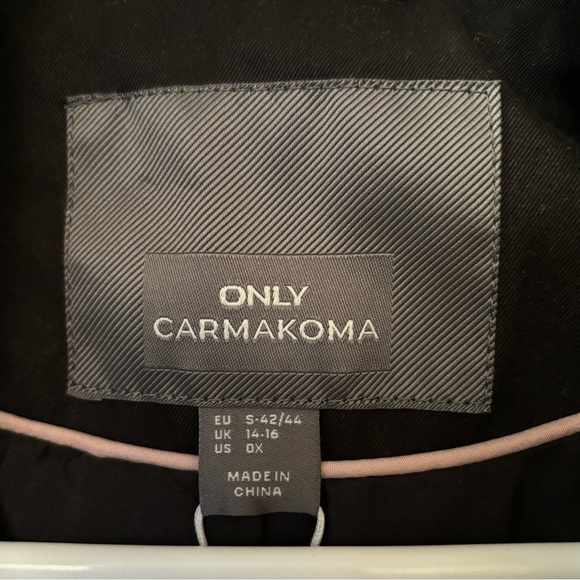 ONLY
CARMAKOMA
EU S-42/44
UK 14-16
US 0X
MADE IN
CHINA